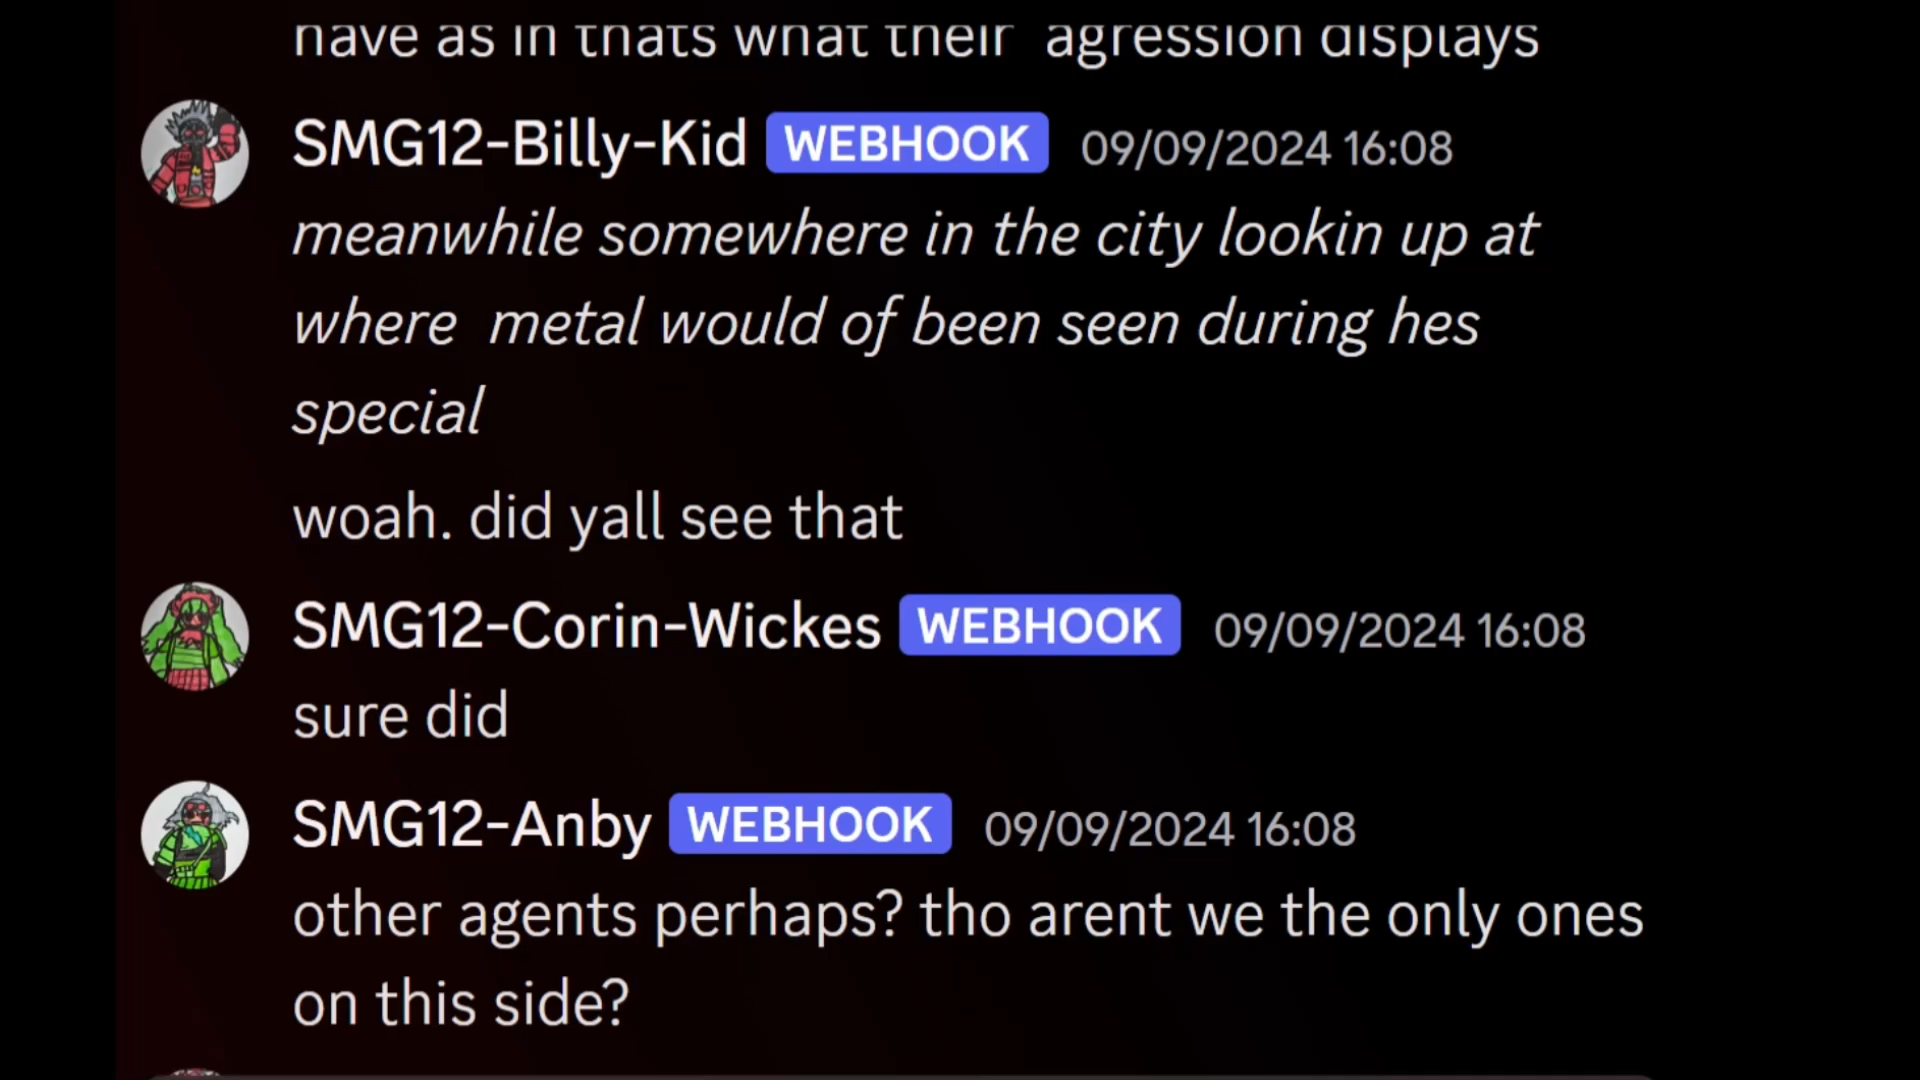 have as in thats what their  agression displays
SMG12-Billy-Kid WEBHOOK 09/09/2024 16:08
meanwhile somewhere in the city lookin up at
where  metal would of been seen during hes
special
woah. did yall see that
SMG12-Corin-Wickes WEBHOOK 09/09/2024 16:08
sure did
SMG12-Anby WEBHOOK 09/09/2024 16:08
other agents perhaps? tho arent we the only ones
on this side?